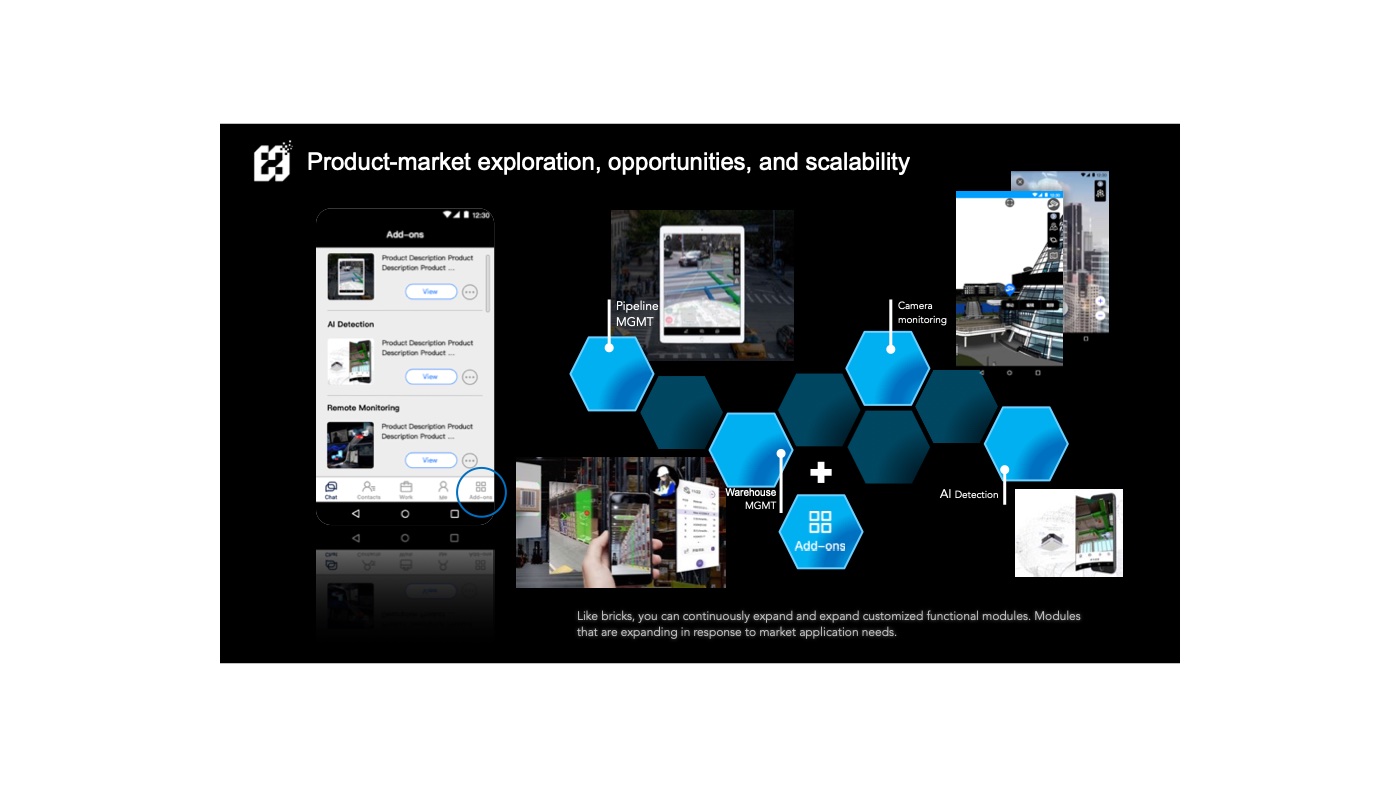 Product-market exploration, opportunities, and scalability
12:30
Add-ons
Product Description Product
Description Product ...
View
AI Detection
Product Description Product
Description Product ...
View
Remote Monitoring
Product Description Product
Description Product ...
View
Chat
Contacts
Work
Me
Add-ons
Pipeline
MGMT
Camera
monitoring
Warehouse
MGMT
AI Detection
Add-ons
Like bricks, you can continuously expand and expand customized functional modules. Modules
that are expanding in response to market application needs.